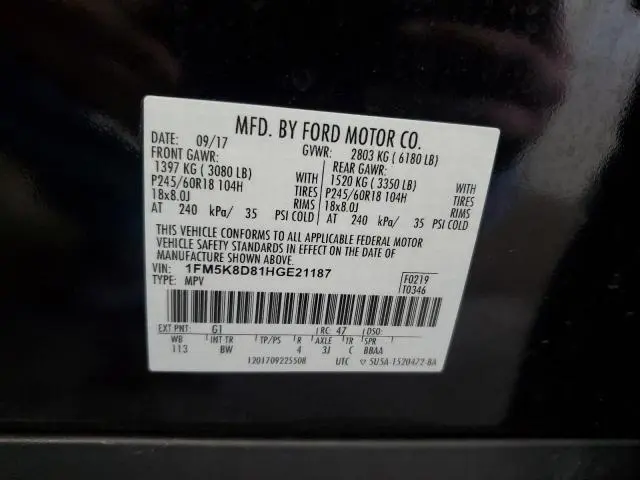 MFD. BY FORD MOTOR CO.
DATE: 09/17 GVWR: 2803 KG ( 6180 LB)
FRONT GAWR: REAR GAWR:
1397 KG ( 3080 LB) WITH 1520 KG ( 3350 LB) WITH
P245/60R18 104H TIRES P245/60R18 104H TIRES
18x8.0J RIMS 18x8.0J RIMS
AT 240 kPa/ 35 PSI COLD AT 240 kPa/ 35 PSI COLD
THIS VEHICLE CONFORMS TO ALL APPLICABLE FEDERAL MOTOR
VEHICLE SAFETY STANDARDS IN EFFECT ON THE DATE OF
MANUFACTURE SHOWN ABOVE.
VIN: 1FM5K8D81HGE21187 F0219
TYPE: MPV T0346
EXT PNT: G1 RC: 47 DSO:
WB INT TR TP/PS R AXLE TR SPR
113 BW 4 3J C BBAA
1201709225508 UTC ▽ 5U5A-1520472-BA